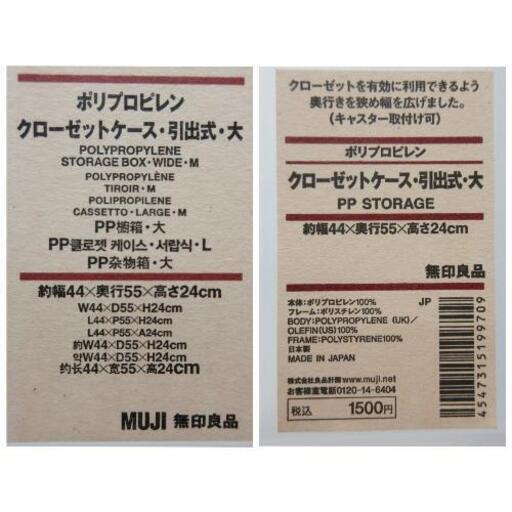 ポリプロピレン
クローゼットケース・引出式・大
POLYPROPYLENE
STORAGE BOX・WIDE・M
POLYPROPYLÈNE
TIROIR・M
POLIPROPILENE
CASSETTO・LARGE・M
PP櫥箱・大
PP클로젯 케이스・서랍식・L
PP杂物箱・大
約幅44×奥行55×高さ24cm
W44×D55×H24cm
L44×P55×H24cm
L44×P55×A24cm
約W44×D55×H24cm
약W44×D55×H24cm
约长44×宽55×高24cm
MUJI 無印良品
クローゼットを有効に利用できるよう
奥行きを狭め幅を広げました。
(キャスター取付け可)
ポリプロピレン
クローゼットケース・引出式・大
PP STORAGE
約幅44×奥行55×高さ24cm
無印良品
本体:ポリプロピレン100%
フレーム:ポリスチレン100%
BODY:POLYPROPYLENE (UK)/
OLEFIN(US)100%
FRAME:POLYSTYRENE100%
日本製
MADE IN JAPAN
株式会社良品計画 www.muji.net
お客様室電話0120-14-6404
税込 1500円
JP
4547315199709